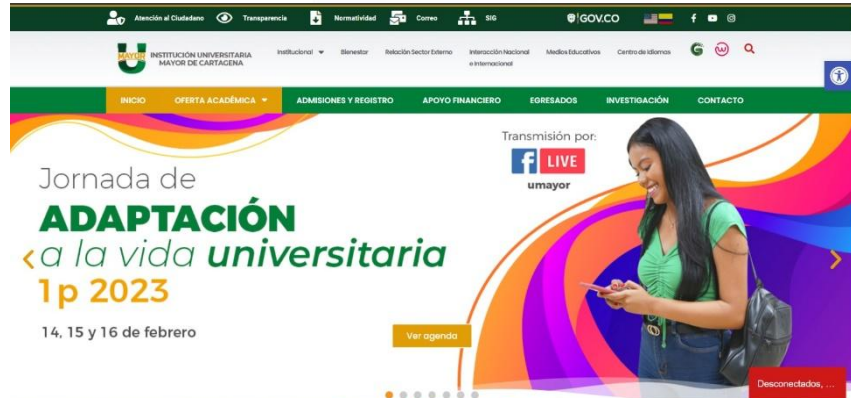 Atención al Ciudadano Transparencia Normatividad Correo SIG GOV.CO
MAYOR
INSTITUCIÓN UNIVERSITARIA
MAYOR DE CARTAGENA
Institucional Bienestar Relación Sector Externo Interacción Nacional
e Internacional
Medios Educativos Centro de Idiomas
INICIO OFERTA ACADÉMICA ADMISIONES Y REGISTRO APOYO FINANCIERO EGRESADOS INVESTIGACIÓN CONTACTO
Transmisión por:
f LIVE
umayor
Jornada de
ADAPTACIÓN
a la vida universitaria
1p 2023
14, 15 y 16 de febrero
Ver agenda
Desconectados, ...